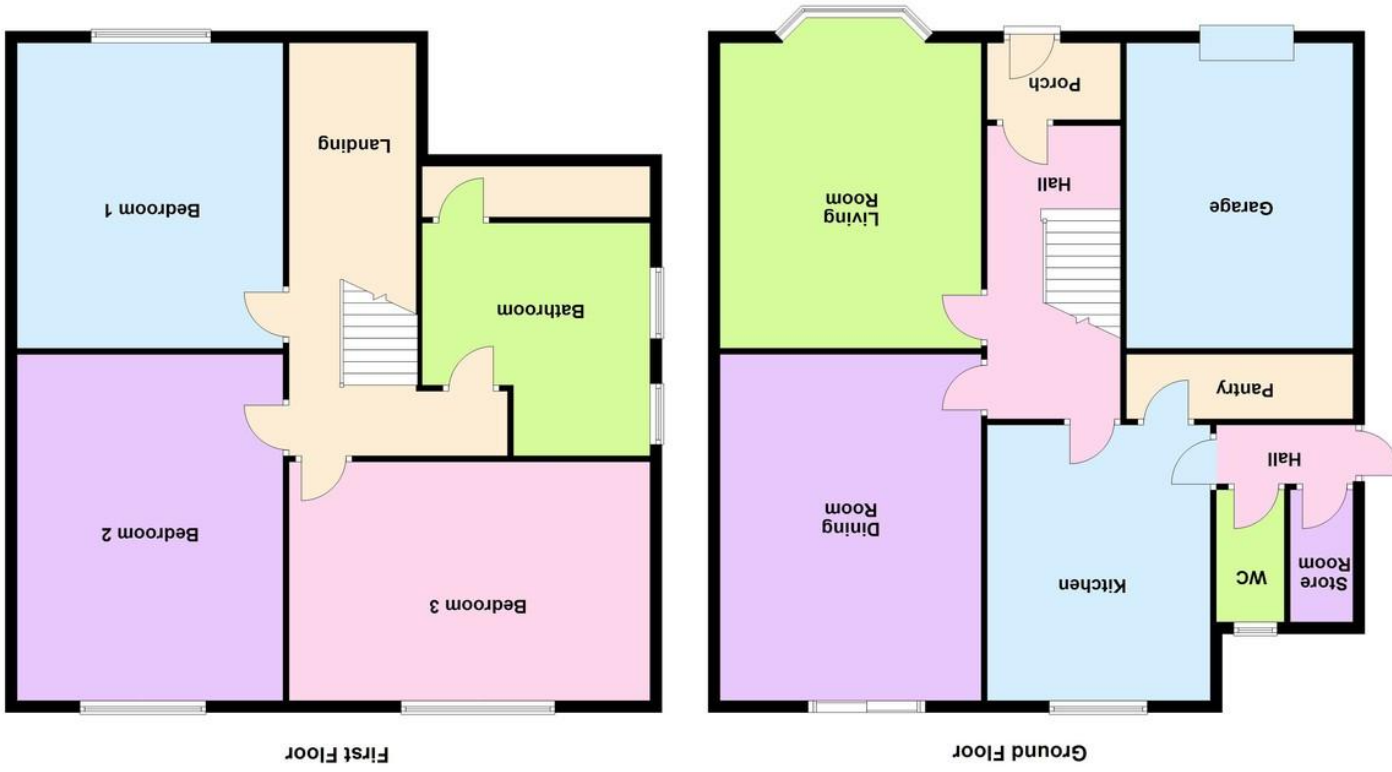 Ground Floor
Store
Room
WC
Kitchen
Dining
Room
Hall
Pantry
Garage
Living
Room
Hall
Porch
First Floor
Bedroom 3
Bedroom 2
Bathroom
Bedroom 1
Landing